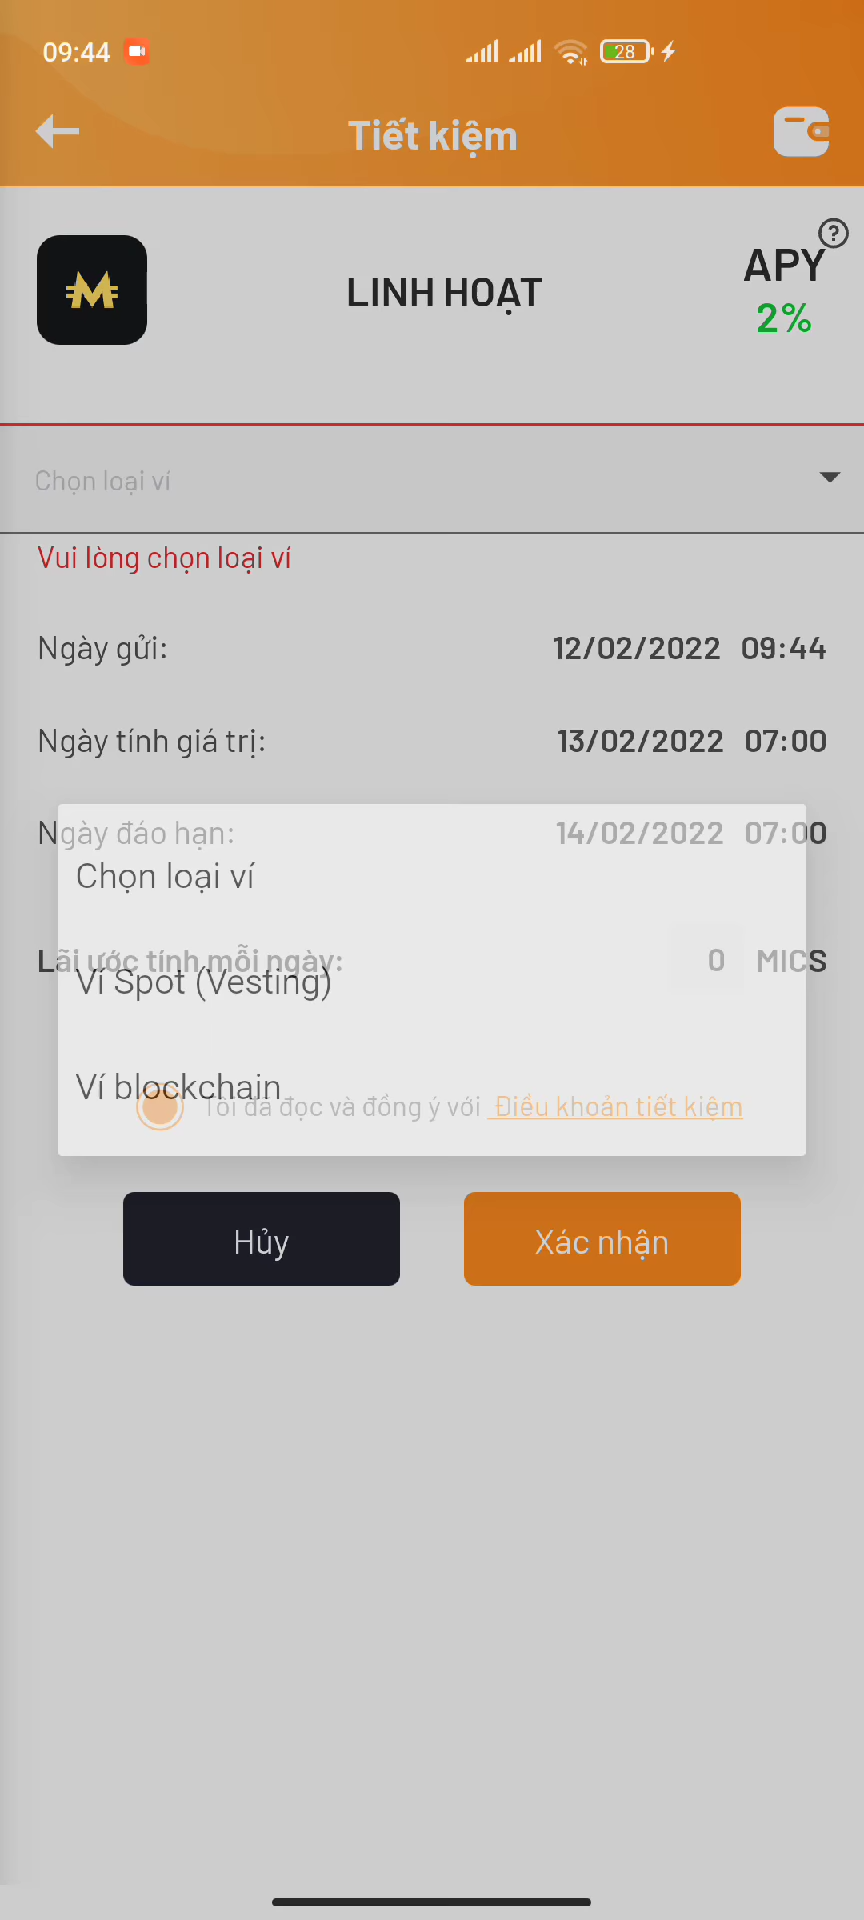 09:44
28
Tiết kiệm
LINH HOẠT
?
APY
2%
Chọn loại ví
Vui lòng chọn loại ví
Ngày gửi: 12/02/2022 09:44
Ngày tính giá trị: 13/02/2022 07:00
Ngày đáo hạn: 14/02/2022 07:00
Chọn loại ví
Lãi ước tính mỗi ngày: 0 MICS
Ví Spot (Vesting)
Ví blockchain
Tôi đã đọc và đồng ý với Điều khoản tiết kiệm
Hủy
Xác nhận